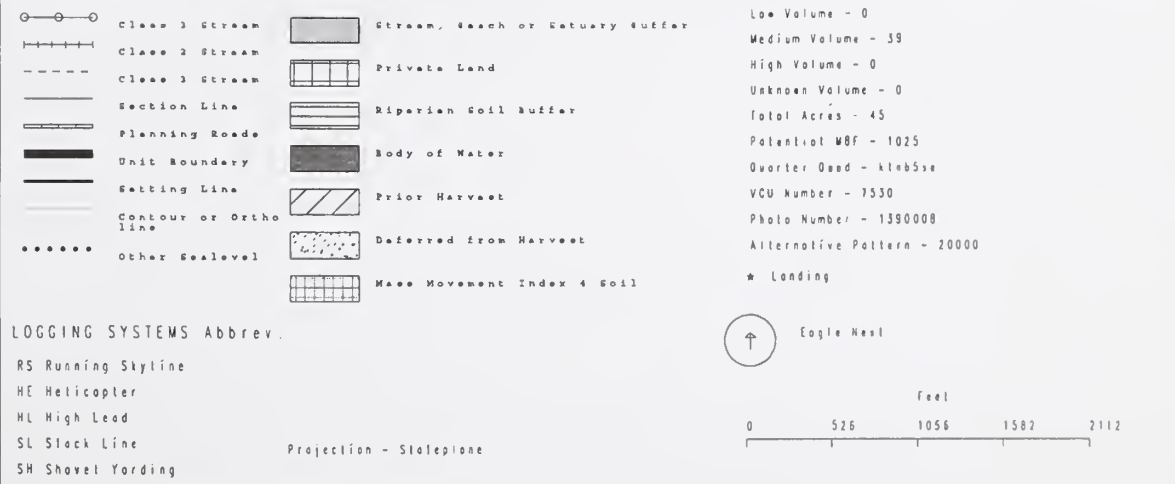 Class 1 Stream
Class 2 Stream
Class 3 Stream
Section Line
Planning Roads
Unit Boundary
Setting Line
Contour or Ortho
line
Other Sealevel
Stream, Beach or Estuary Buffer
Private Land
Riparian Soil Buffer
Body of Water
Prior Harvest
Deferred from Harvest
Mass Movement Index 4 Soil
Low Volume - 0
Medium Volume - 39
High Volume - 0
Unknown Volume - 0
Total Acres - 45
Potential MBF - 1025
Quarter Quad - ktnb5se
VCU Number - 7530
Photo Number - 1390008
Alternative Pattern - 20000
★ Landing
Eagle Nest
LOGGING SYSTEMS Abbrev.
RS Running Skyline
HE Helicopter
HL High Lead
SL Slack Line
SH Shovel Yarding
Projection - Stateplane
Feet
0 526 1056 1582 2112